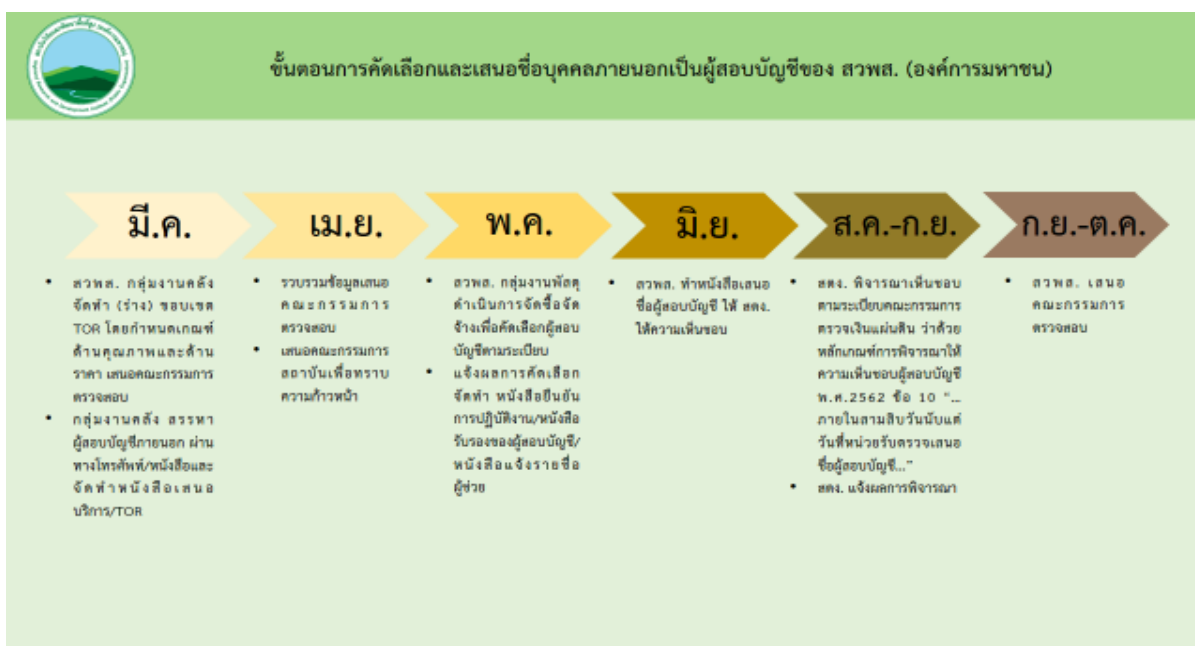 ขั้นตอนการคัดเลือกและเสนอชื่อบุคคลภายนอกเป็นผู้สอบบัญชีของ สวพส. (องค์การมหาชน)
มี.ค.
เม.ย.
พ.ค.
มิ.ย.
ส.ค.-ก.ย.
ก.ย.-ต.ค.
• สวพส. กลุ่มงานคลัง
จัดทำ (ร่าง) ขอบเขต
TOR โดยกำหนดเกณฑ์
ด้านคุณภาพและด้าน
ราคา เสนอคณะกรรมการ
ตรวจสอบ
• กลุ่มงานคลัง สรรหา
ผู้สอบบัญชีภายนอก ผ่าน
ทางโทรศัพท์/หนังสือและ
จัดทำหนังสือเสนอ
บริการ/TOR
• รวบรวมข้อมูลเสนอ
คณะกรรมการ
ตรวจสอบ
• เสนอคณะกรรมการ
สถาบันเพื่อทราบ
ความก้าวหน้า
• สวพส. กลุ่มงานพัสดุ
ดำเนินการจัดซื้อจัด
จ้างเพื่อคัดเลือกผู้สอบ
บัญชีตามระเบียบ
• แจ้งผลการคัดเลือก
จัดทำ หนังสือยืนยัน
การปฏิบัติงาน/หนังสือ
รับรองของผู้สอบบัญชี/
หนังสือแจ้งรายชื่อ
ผู้ช่วย
• สวพส. ทำหนังสือเสนอ
ชื่อผู้สอบบัญชี ให้ สตง.
ให้ความเห็นชอบ
• สตง. พิจารณาเห็นชอบ
ตามระเบียบคณะกรรมการ
ตรวจเงินแผ่นดิน ว่าด้วย
หลักเกณฑ์การพิจารณาให้
ความเห็นชอบผู้สอบบัญชี
พ.ศ.2562 ข้อ 10 "...
ภายในสามสิบวันนับแต่
วันที่หน่วยรับตรวจเสนอ
ชื่อผู้สอบบัญชี..."
• สตง. แจ้งผลการพิจารณา
• สวพส. เสนอ
คณะกรรมการ
ตรวจสอบ